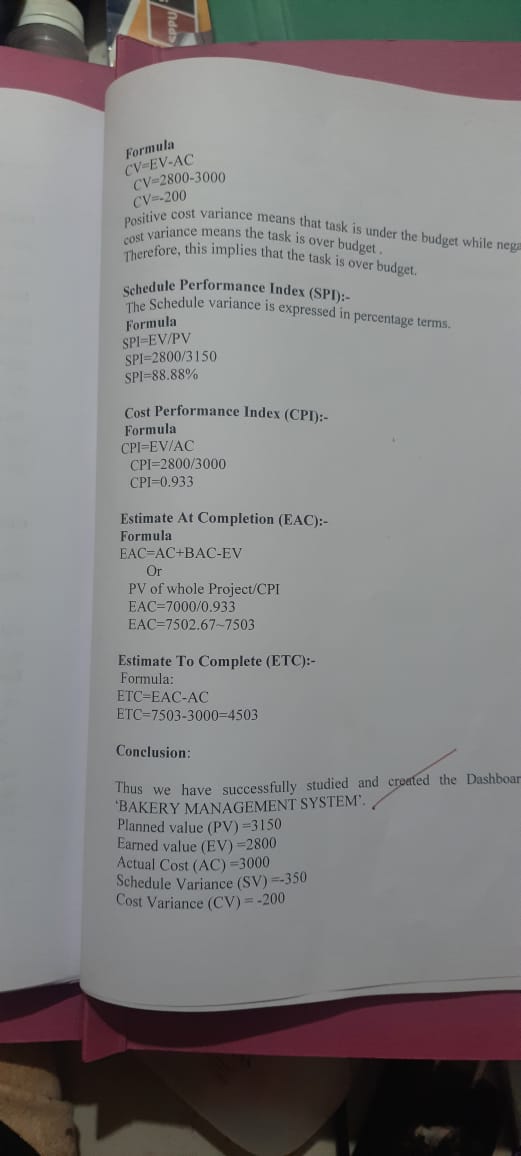 Formula
CV=EV-AC
CV=2800-3000
CV=-200
Positive cost variance means that task is under the budget while nega
cost variance means the task is over budget .
Therefore, this implies that the task is over budget.
Schedule Performance Index (SPI):-
The Schedule variance is expressed in percentage terms.
Formula
SPI=EV/PV
SPI=2800/3150
SPI=88.88%
Cost Performance Index (CPI):-
Formula
CPI=EV/AC
CPI=2800/3000
CPI=0.933
Estimate At Completion (EAC):-
Formula
EAC=AC+BAC-EV
Or
PV of whole Project/CPI
EAC=7000/0.933
EAC=7502.67~7503
Estimate To Complete (ETC):-
Formula:
ETC=EAC-AC
ETC=7503-3000=4503
Conclusion:
Thus we have successfully studied and created the Dashboar
‘BAKERY MANAGEMENT SYSTEM’.
Planned value (PV) =3150
Earned value (EV) =2800
Actual Cost (AC) =3000
Schedule Variance (SV) =-350
Cost Variance (CV) = -200